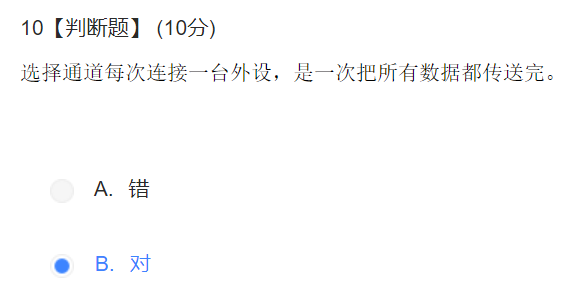 10【判断题】 (10分)
选择通道每次连接一台外设，是一次把所有数据都传送完。
A. 错
B. 对